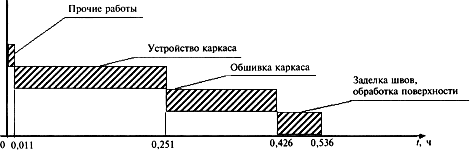 Прочие работы
Устройство каркаса
Обшивка каркаса
Заделка швов,
обработка поверхности
0 0,011 0,251 0,426 0,536 t, ч